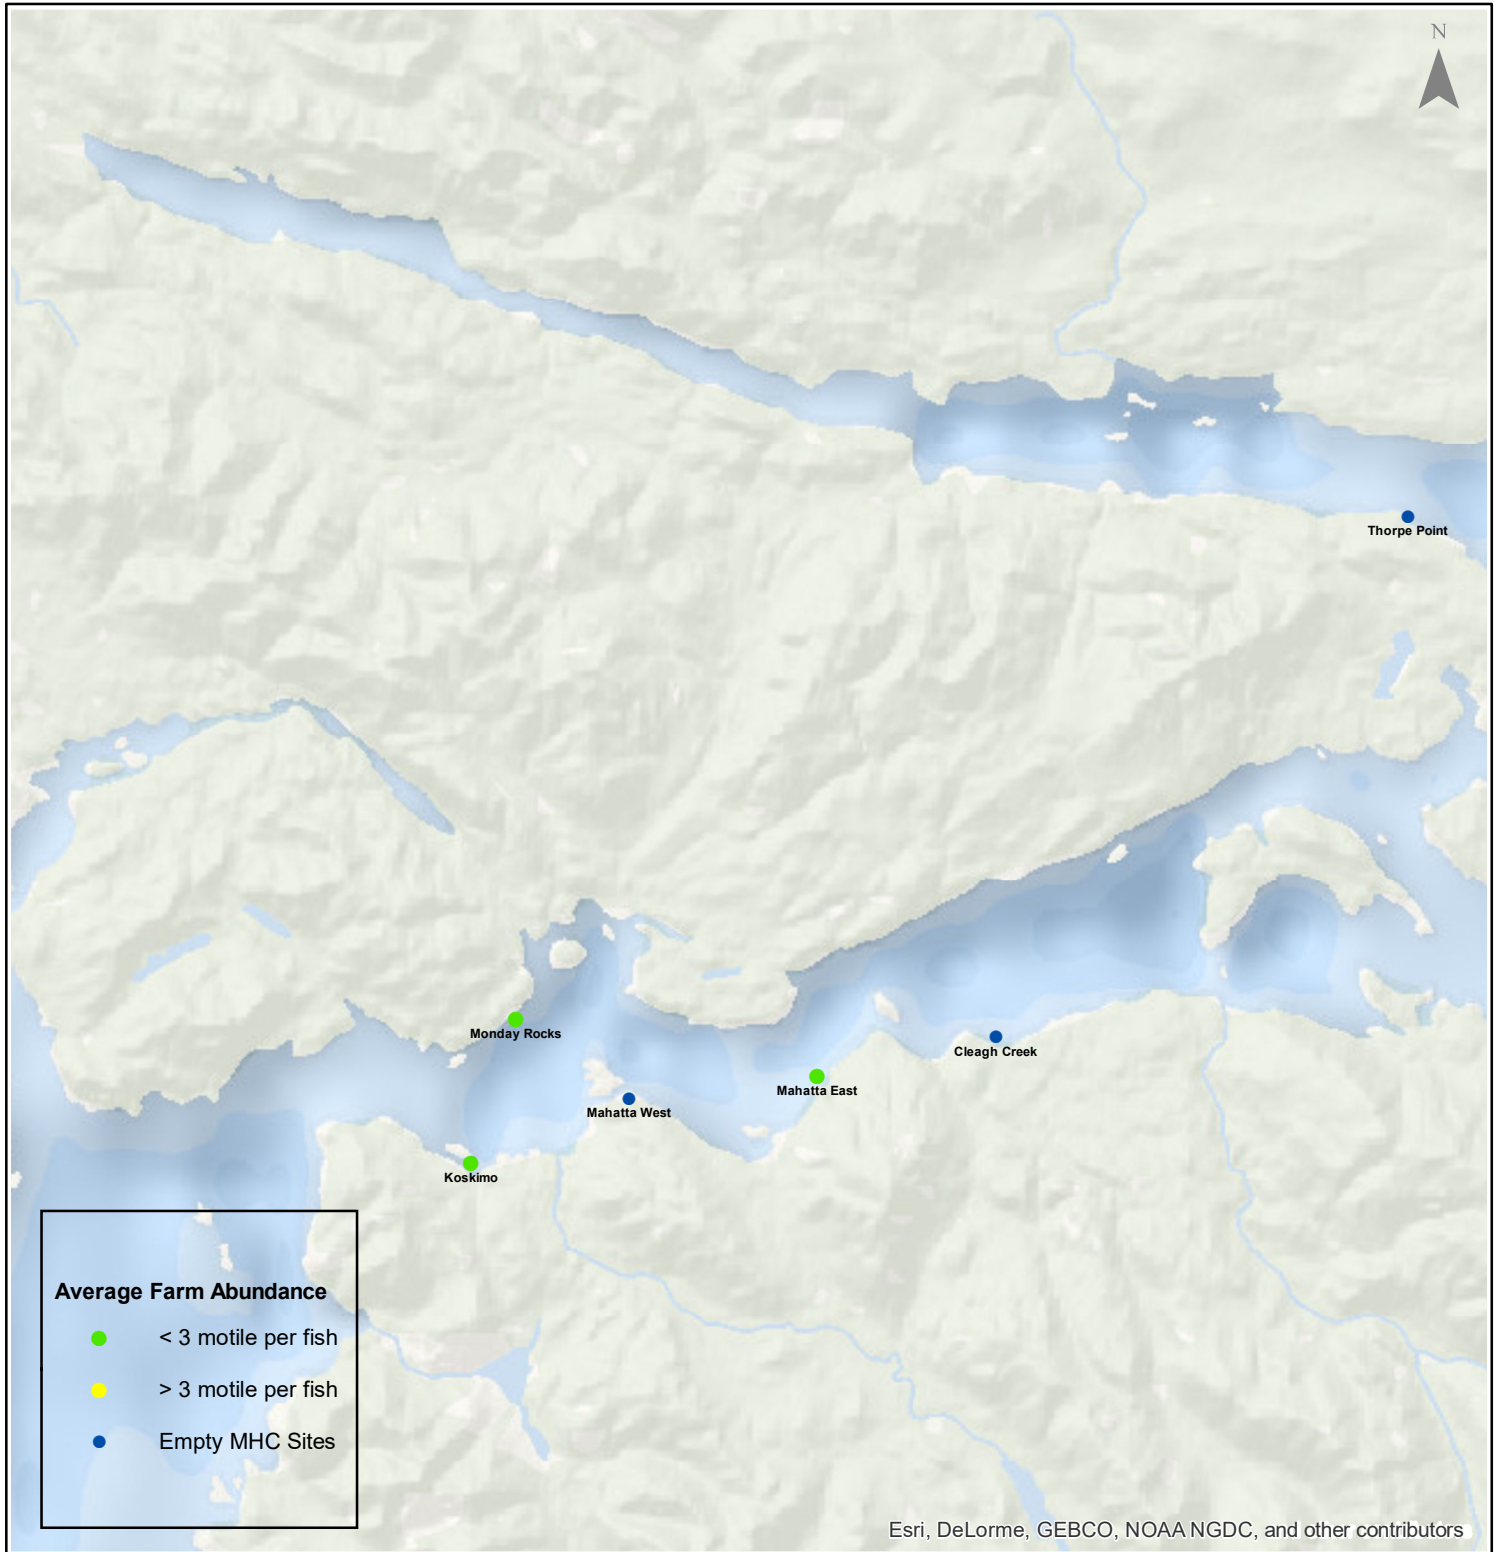 N
Thorpe Point
Monday Rocks
Cleagh Creek
Mahatta East
Mahatta West
Koskimo
Average Farm Abundance
< 3 motile per fish
> 3 motile per fish
Empty MHC Sites
Esri, DeLorme, GEBCO, NOAA NGDC, and other contributors